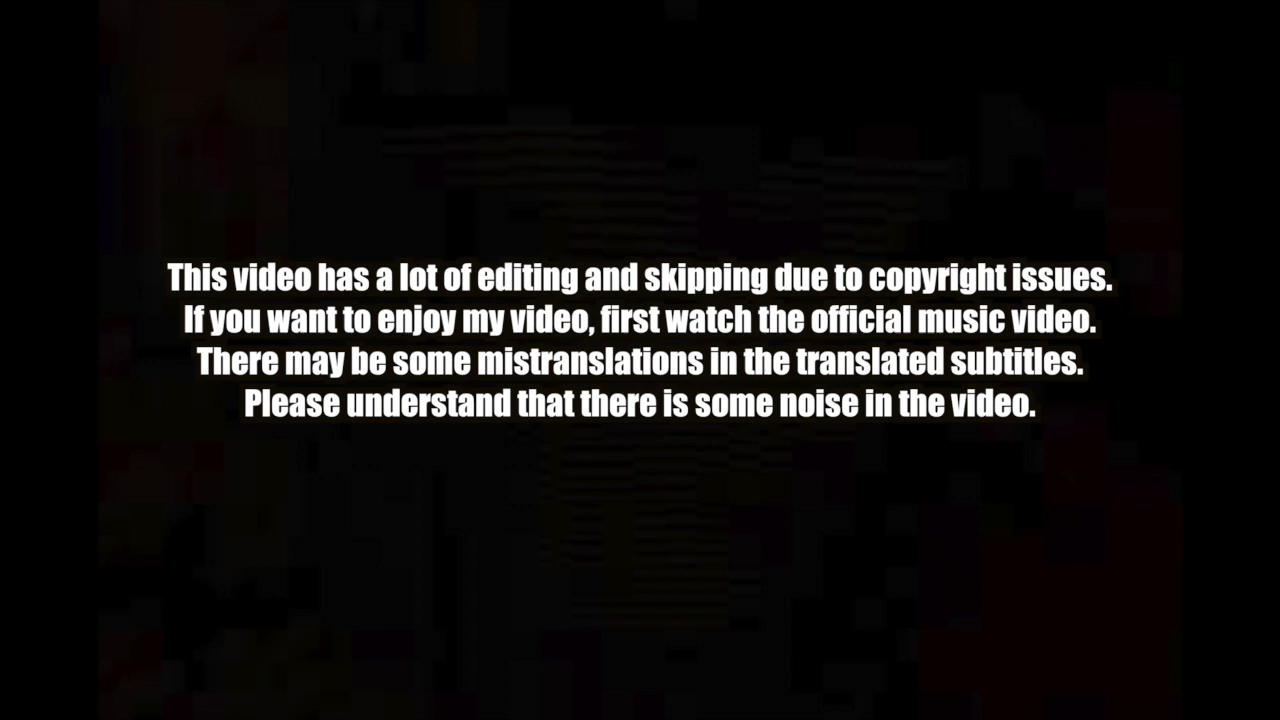 This video has a lot of editing and skipping due to copyright issues.
If you want to enjoy my video, first watch the official music video.
There may be some mistranslations in the translated subtitles.
Please understand that there is some noise in the video.